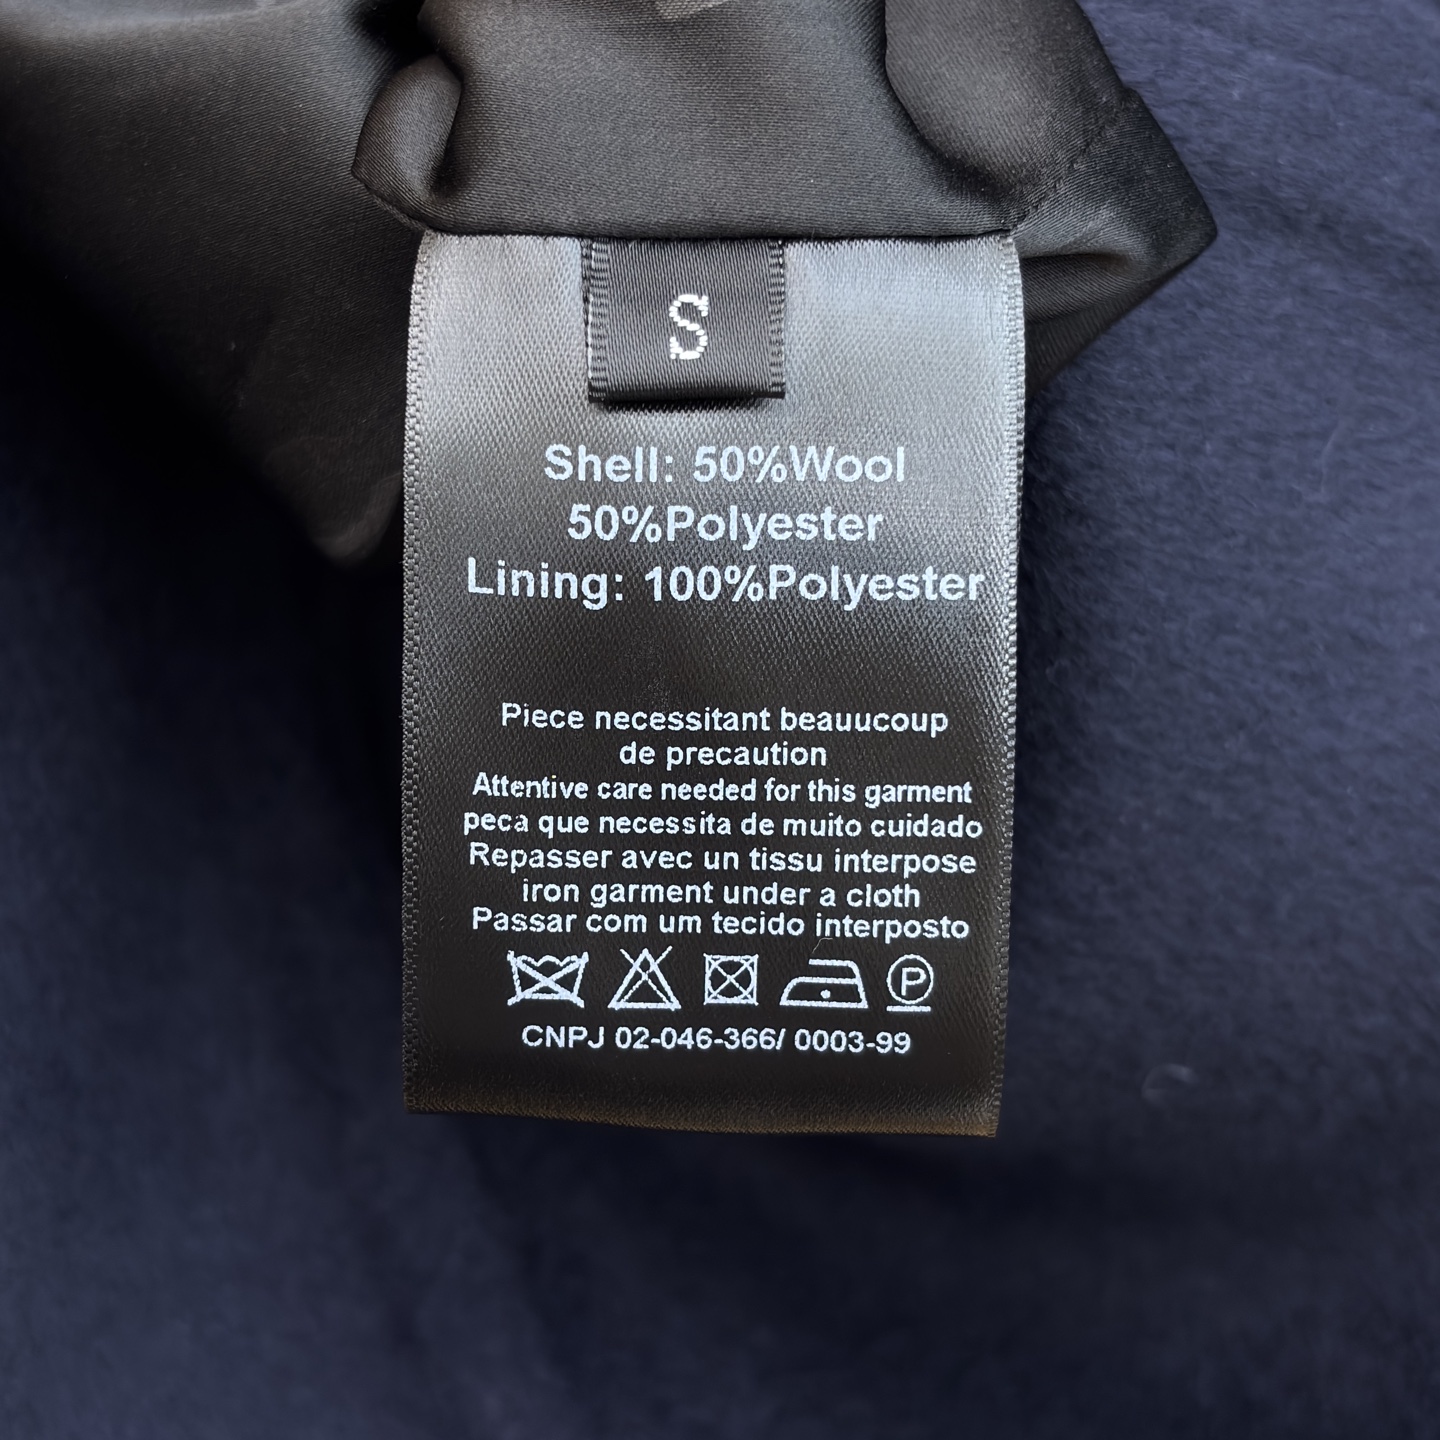 S
Shell: 50%Wool
50%Polyester
Lining: 100%Polyester
Piece necessitant beauucoup
de precaution
Attentive care needed for this garment
peca que necessita de muito cuidado
Repasser avec un tissu interpose
iron garment under a cloth
Passar com um tecido interposto
P
CNPJ 02-046-366/ 0003-99